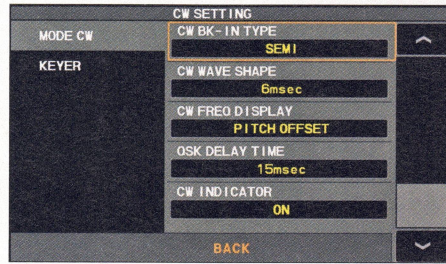 CW SETTING
MODE CW
KEYER
CW BK-IN TYPE
SEMI
CW WAVE SHAPE
6msec
CW FREQ DISPLAY
PITCH OFFSET
QSK DELAY TIME
15msec
CW INDICATOR
ON
BACK